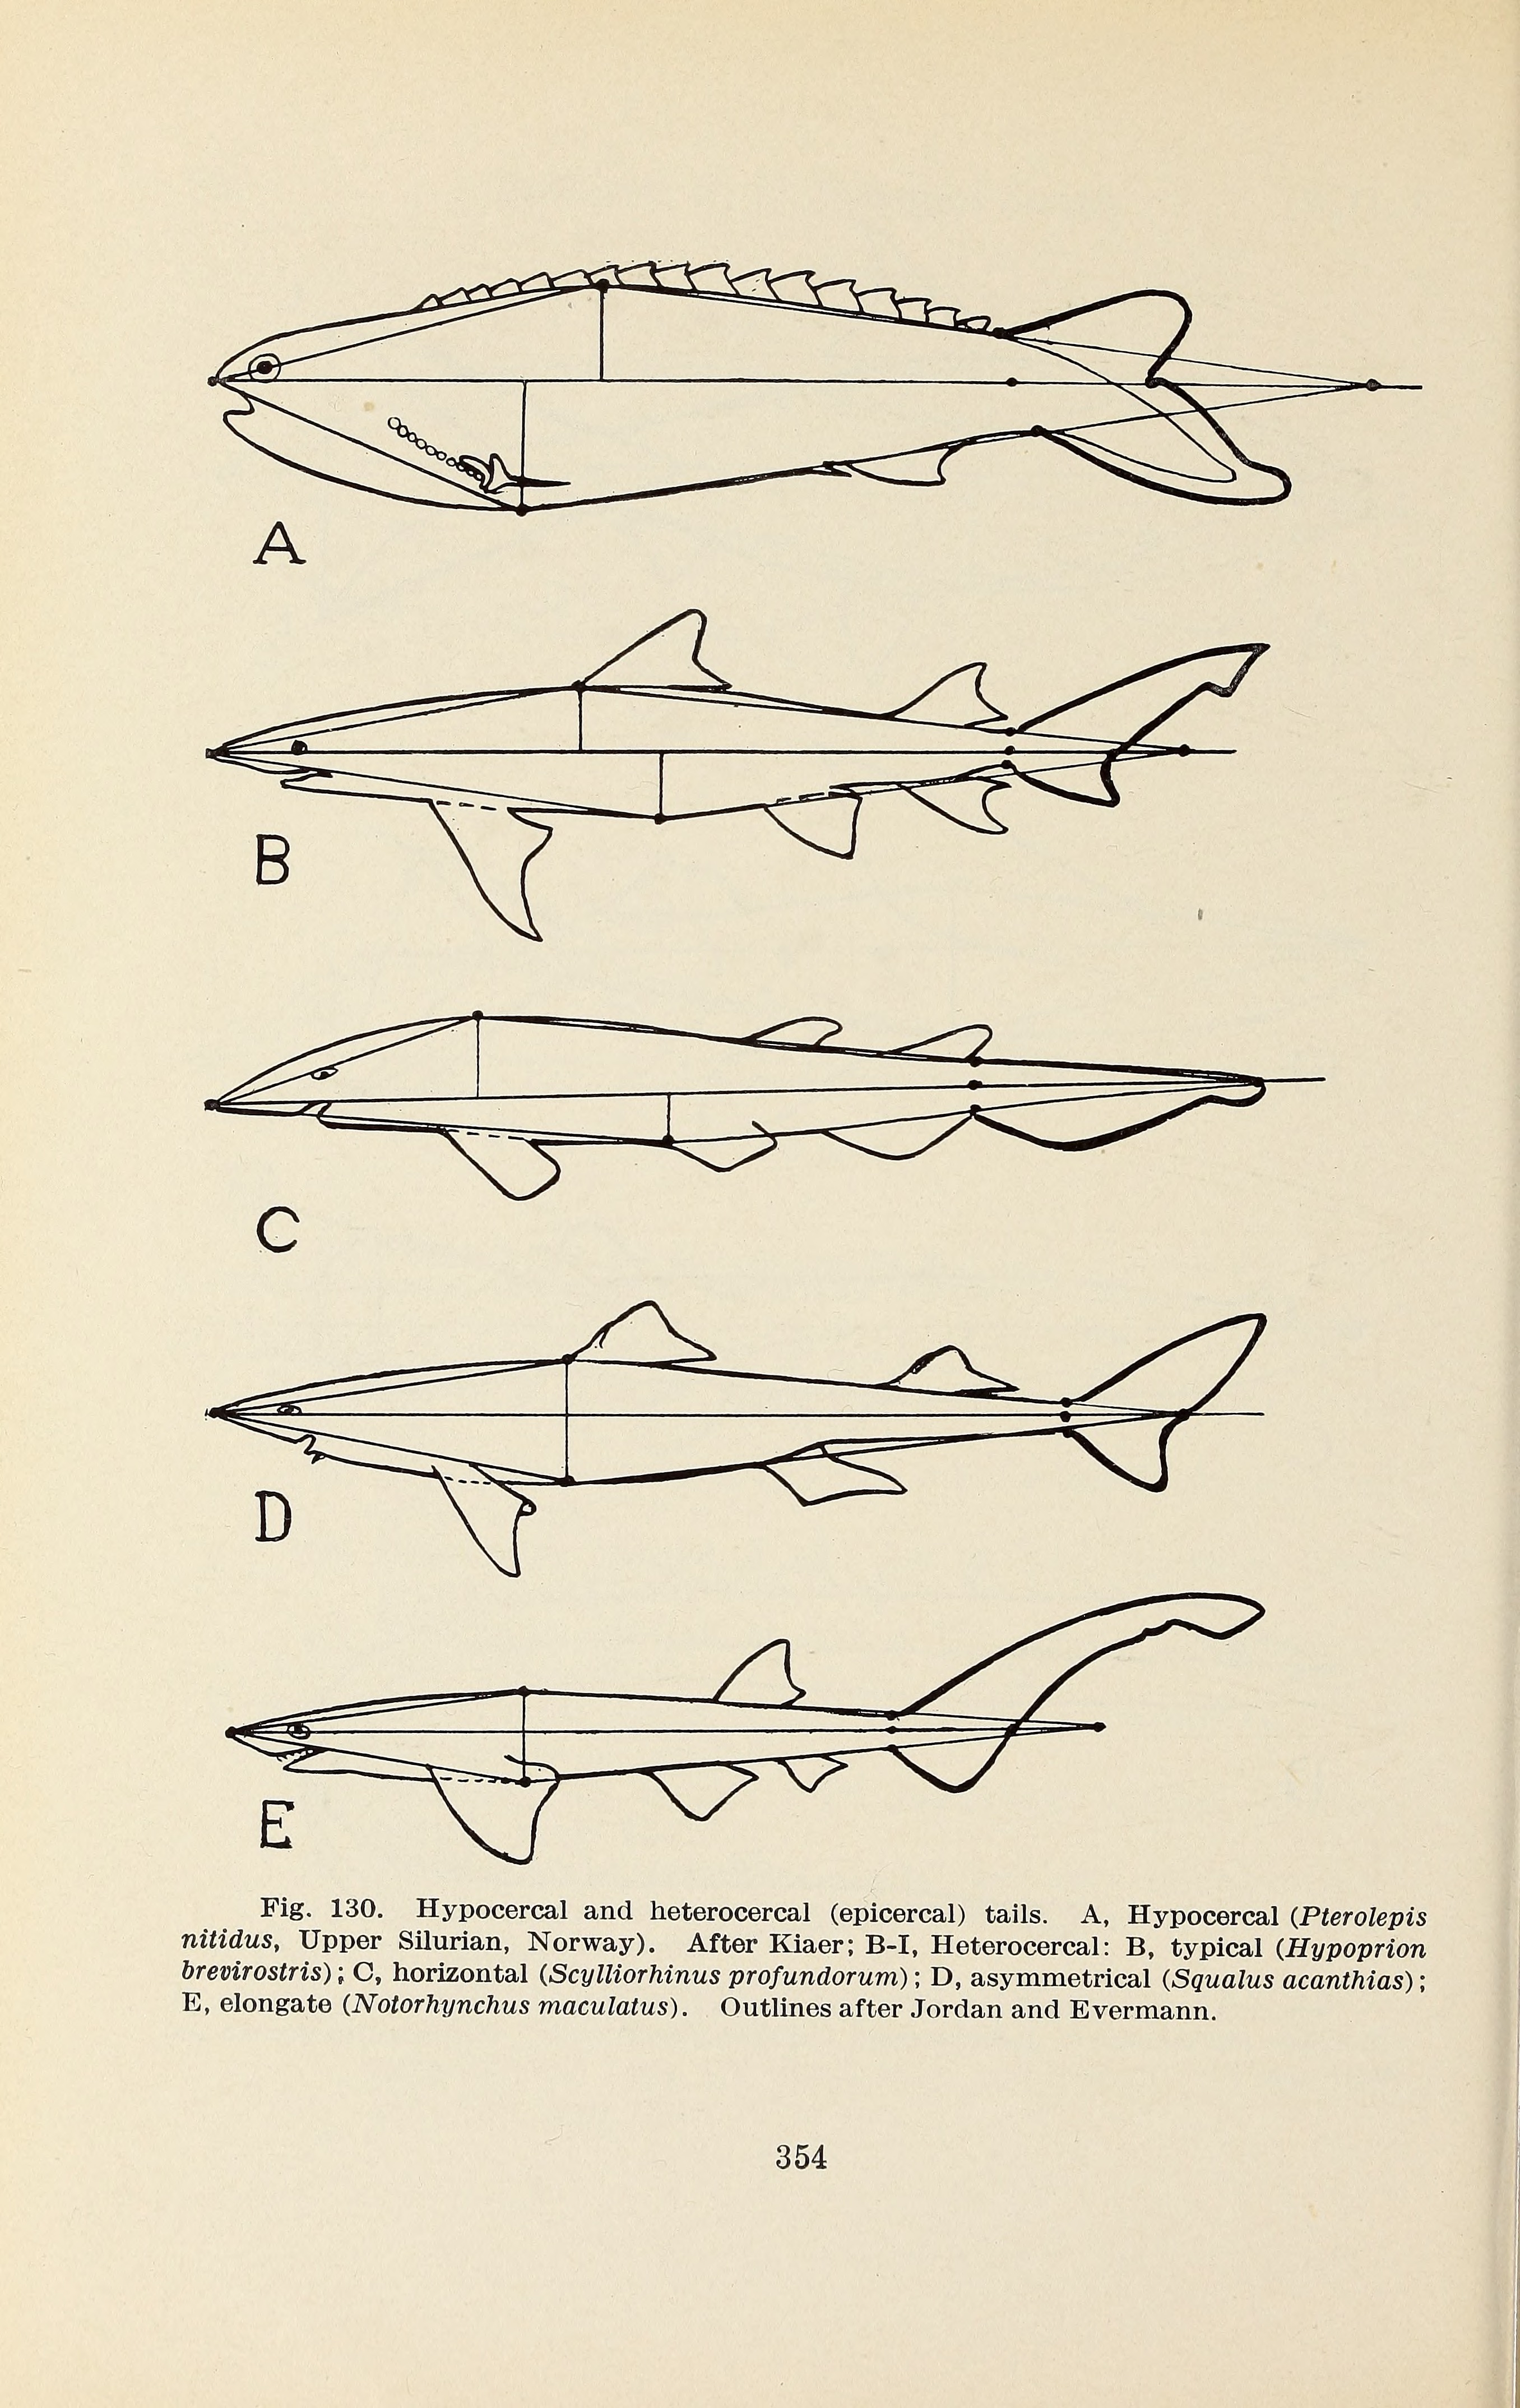 A
B
C
D
E
Fig. 130. Hypocercal and heterocercal (epicercal) tails. A, Hypocercal (Pterolepis
nitidus, Upper Silurian, Norway). After Kiaer; B-I, Heterocercal: B, typical (Hypoprion
brevirostris); C, horizontal (Scylliorhinus profundorum); D, asymmetrical (Squalus acanthias);
E, elongate (Notorhynchus maculatus). Outlines after Jordan and Evermann.
354